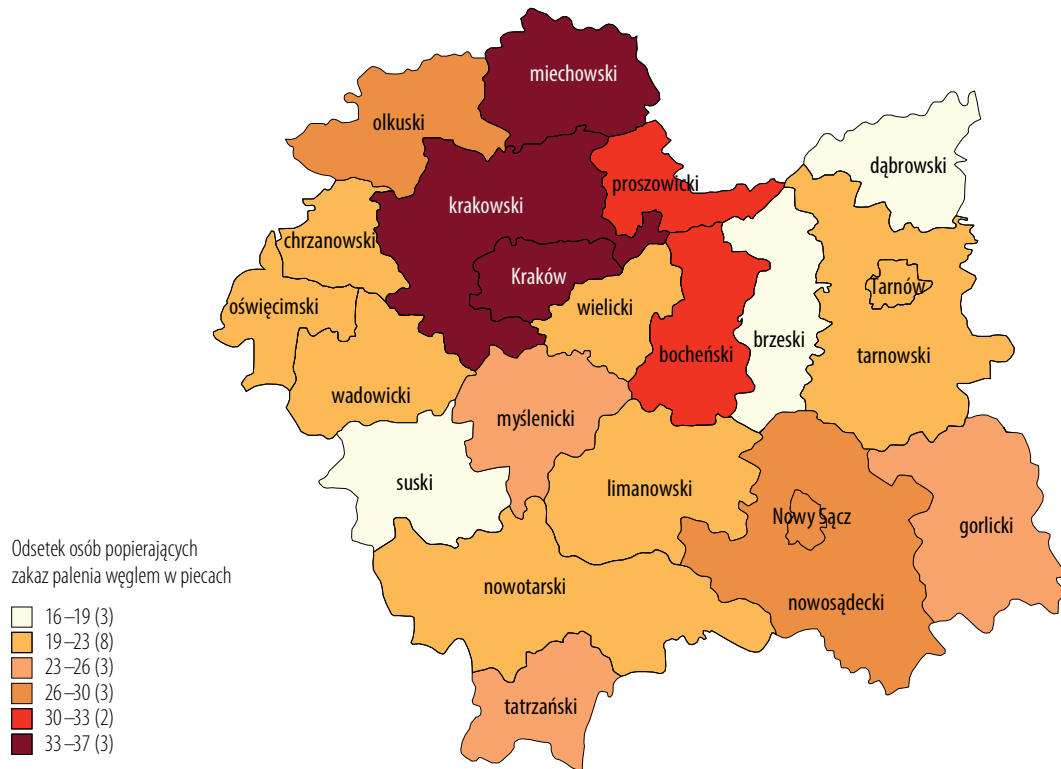 miechowski
olkuski
dąbrowski
proszowicki
krakowski
chrzanowski
Kraków
Tarnów
oświęcimski
wielicki
brzeski
bocheński
tarnowski
wadowicki
myślenicki
suski
limanowski
Nowy Sącz
gorlicki
nowotarski
nowosądecki
tatrzański
Odsetek osób popierających
zakaz palenia węglem w piecach
16–19 (3)
19–23 (8)
23–26 (3)
26–30 (3)
30–33 (2)
33–37 (3)